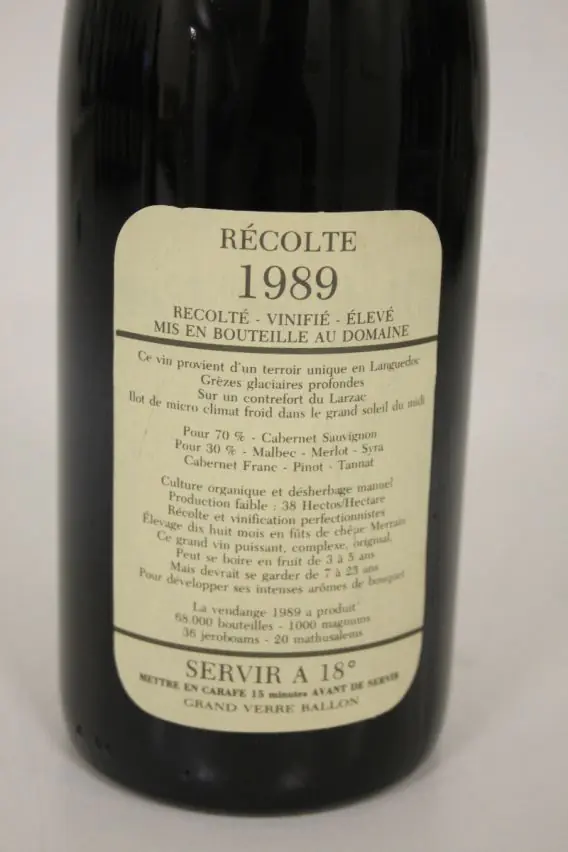 RÉCOLTE
1989
RECOLTÉ - VINIFIÉ - ÉLEVÉ
MIS EN BOUTEILLE AU DOMAINE
Ce vin provient d'un terroir unique en Languedoc
Grèzes glaciaires profondes
Sur un contrefort du Larzac
Ilot de micro climat froid dans le grand soleil du midi
Pour 70 % - Cabernet Sauvignon
Pour 30 % - Malbec - Merlot - Syra
Cabernet Franc - Pinot - Tannat
Culture organique et désherbage manuel
Production faible : 38 Hectos/Hectare
Récolte et vinification perfectionnistes
Élevage dix huit mois en fûts de chêne Merrain
Ce grand vin puissant, complexe, original,
Peut se boire en fruit de 3 à 5 ans
Mais devrait se garder de 7 à 23 ans
Pour développer ses intenses arômes de bouquet
La vendange 1989 a produit
68.000 bouteilles - 1000 magnums
36 jeroboams - 20 mathusalems
SERVIR A 18°
METTRE EN CARAFE 15 minutes AVANT DE SERVIR
GRAND VERRE BALLON